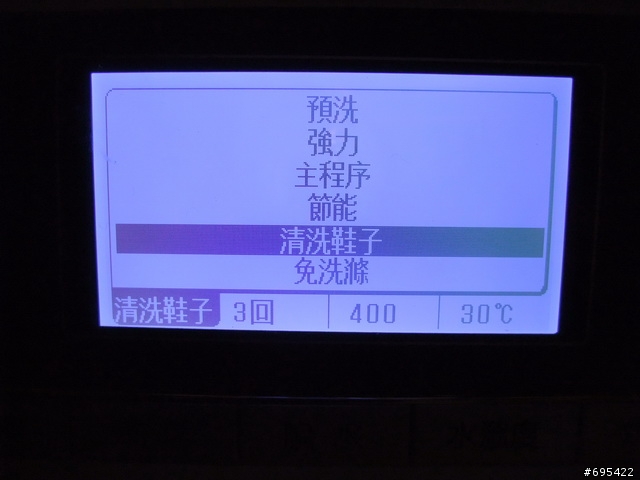 預洗
強力
主程序
節能
清洗鞋子
免洗滌
清洗鞋子 3回 400 30℃
#695422